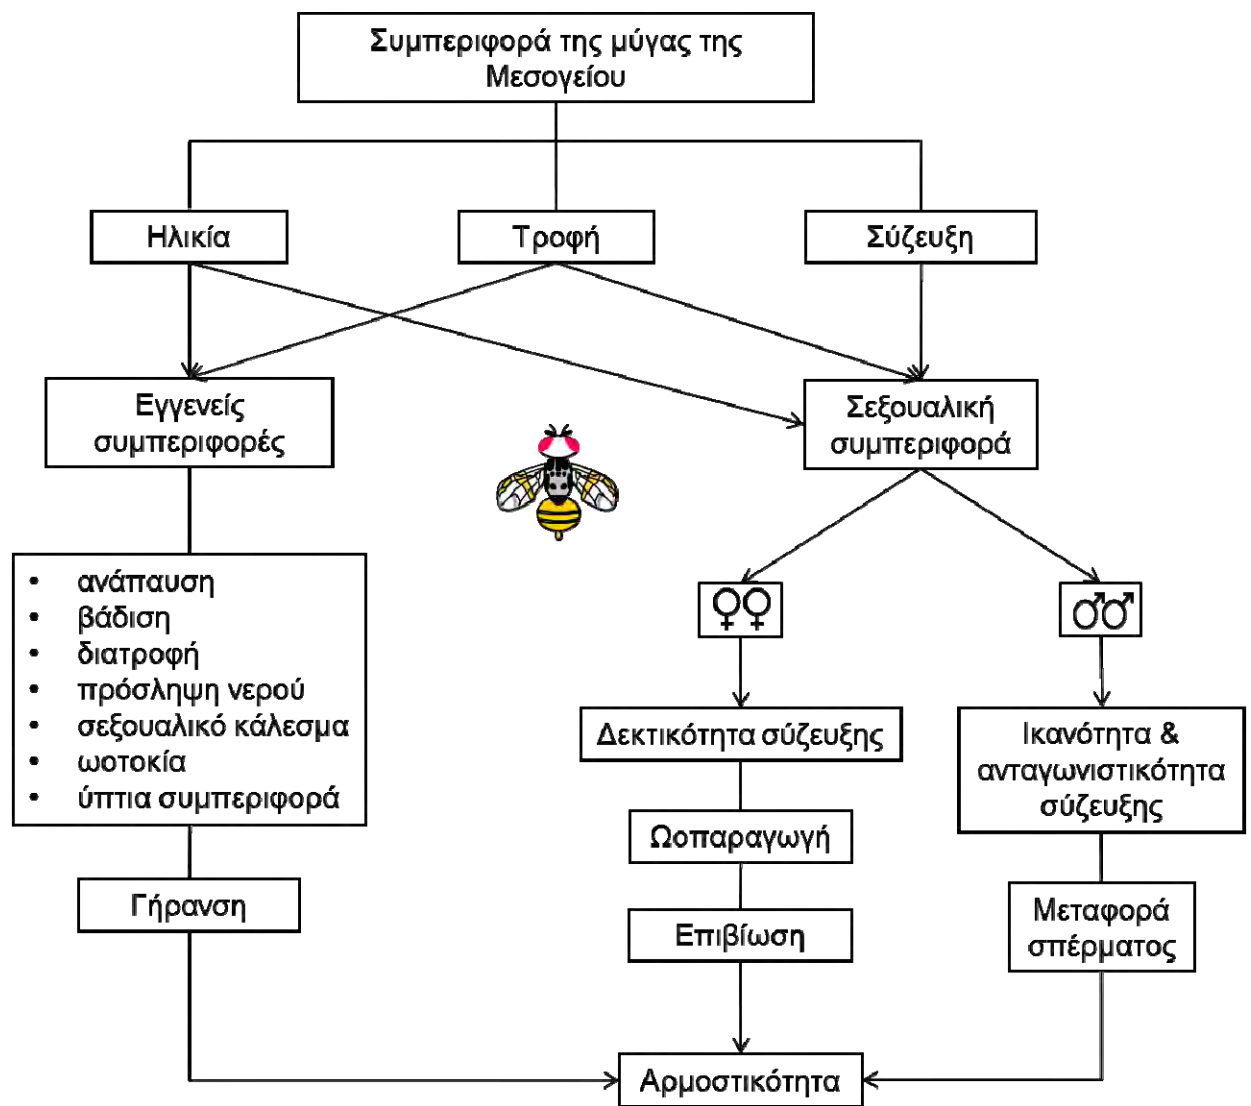 Συμπεριφορά της μύγας της
Μεσογείου
Ηλικία
Τροφή
Σύζευξη
Εγγενείς
συμπεριφορές
Σεξουαλική
συμπεριφορά
• ανάπαυση
• βάδιση
• διατροφή
• πρόσληψη νερού
• σεξουαλικό κάλεσμα
• ωοτοκία
• ύπτια συμπεριφορά
Γήρανση
♀♀
♂♂
Δεκτικότητα σύζευξης
Ωοπαραγωγή
Επιβίωση
Ικανότητα &
ανταγωνιστικότητα
σύζευξης
Μεταφορά
σπέρματος
Αρμοστικότητα